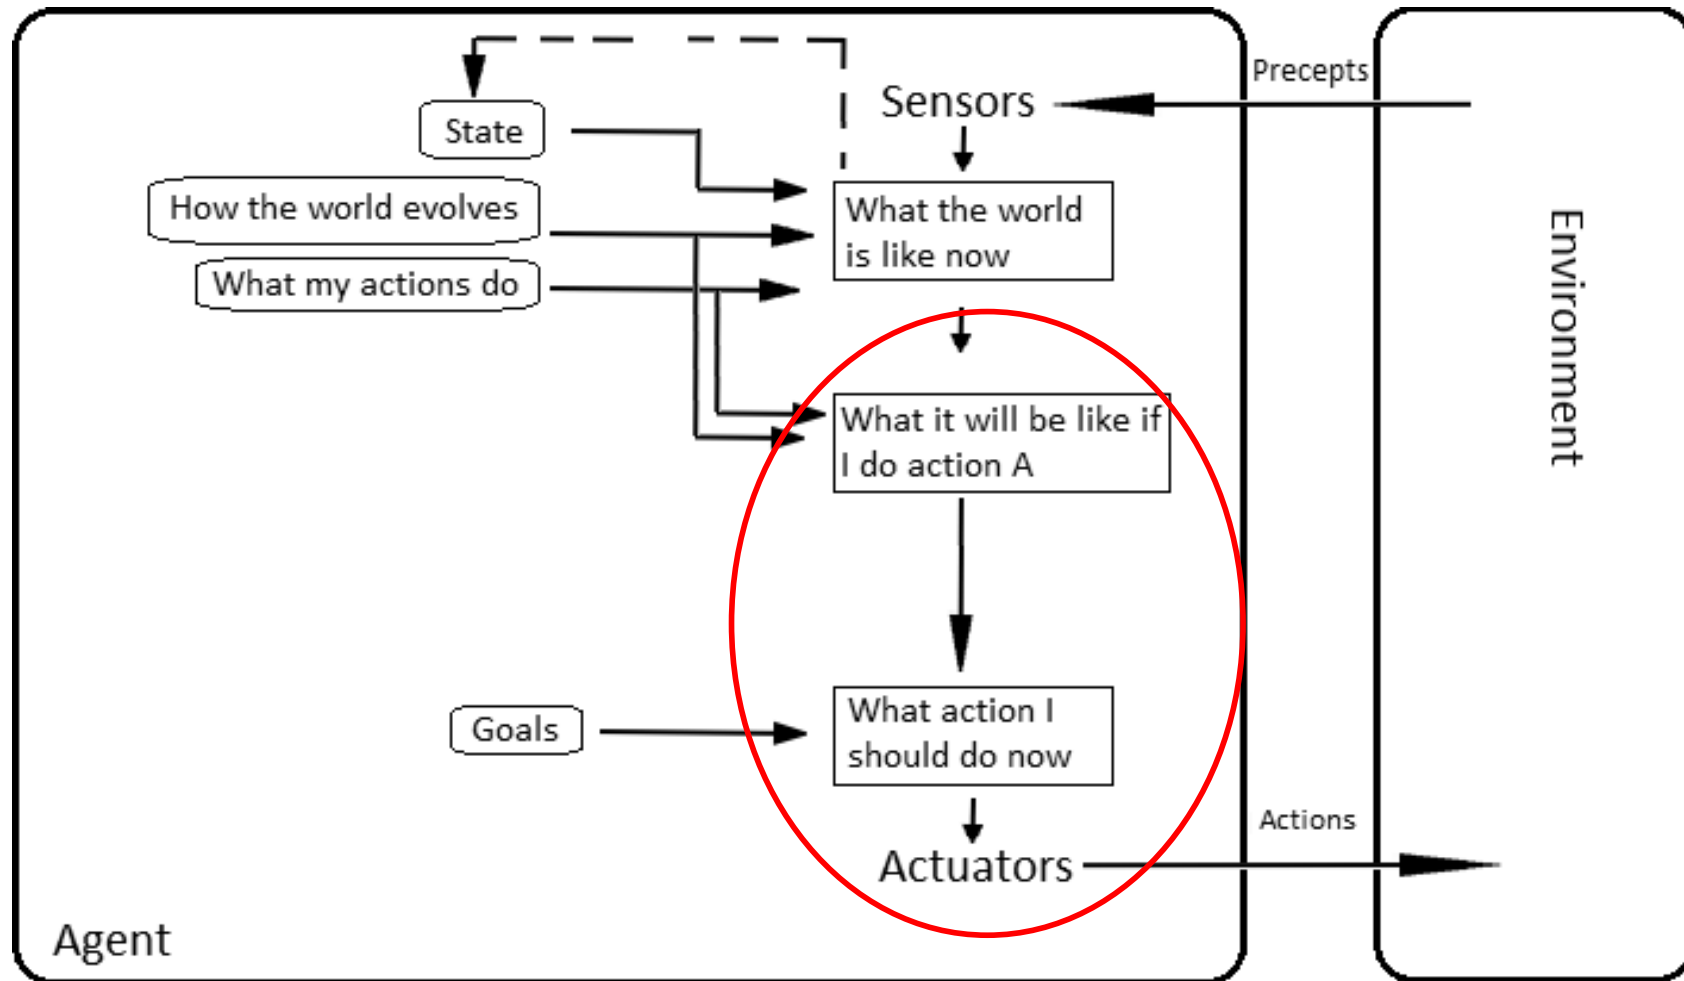 Precepts
Sensors
State
How the world evolves
What the world
is like now
What my actions do
Environment
What it will be like if
I do action A
What action I
should do now
Goals
Actions
Actuators
Agent